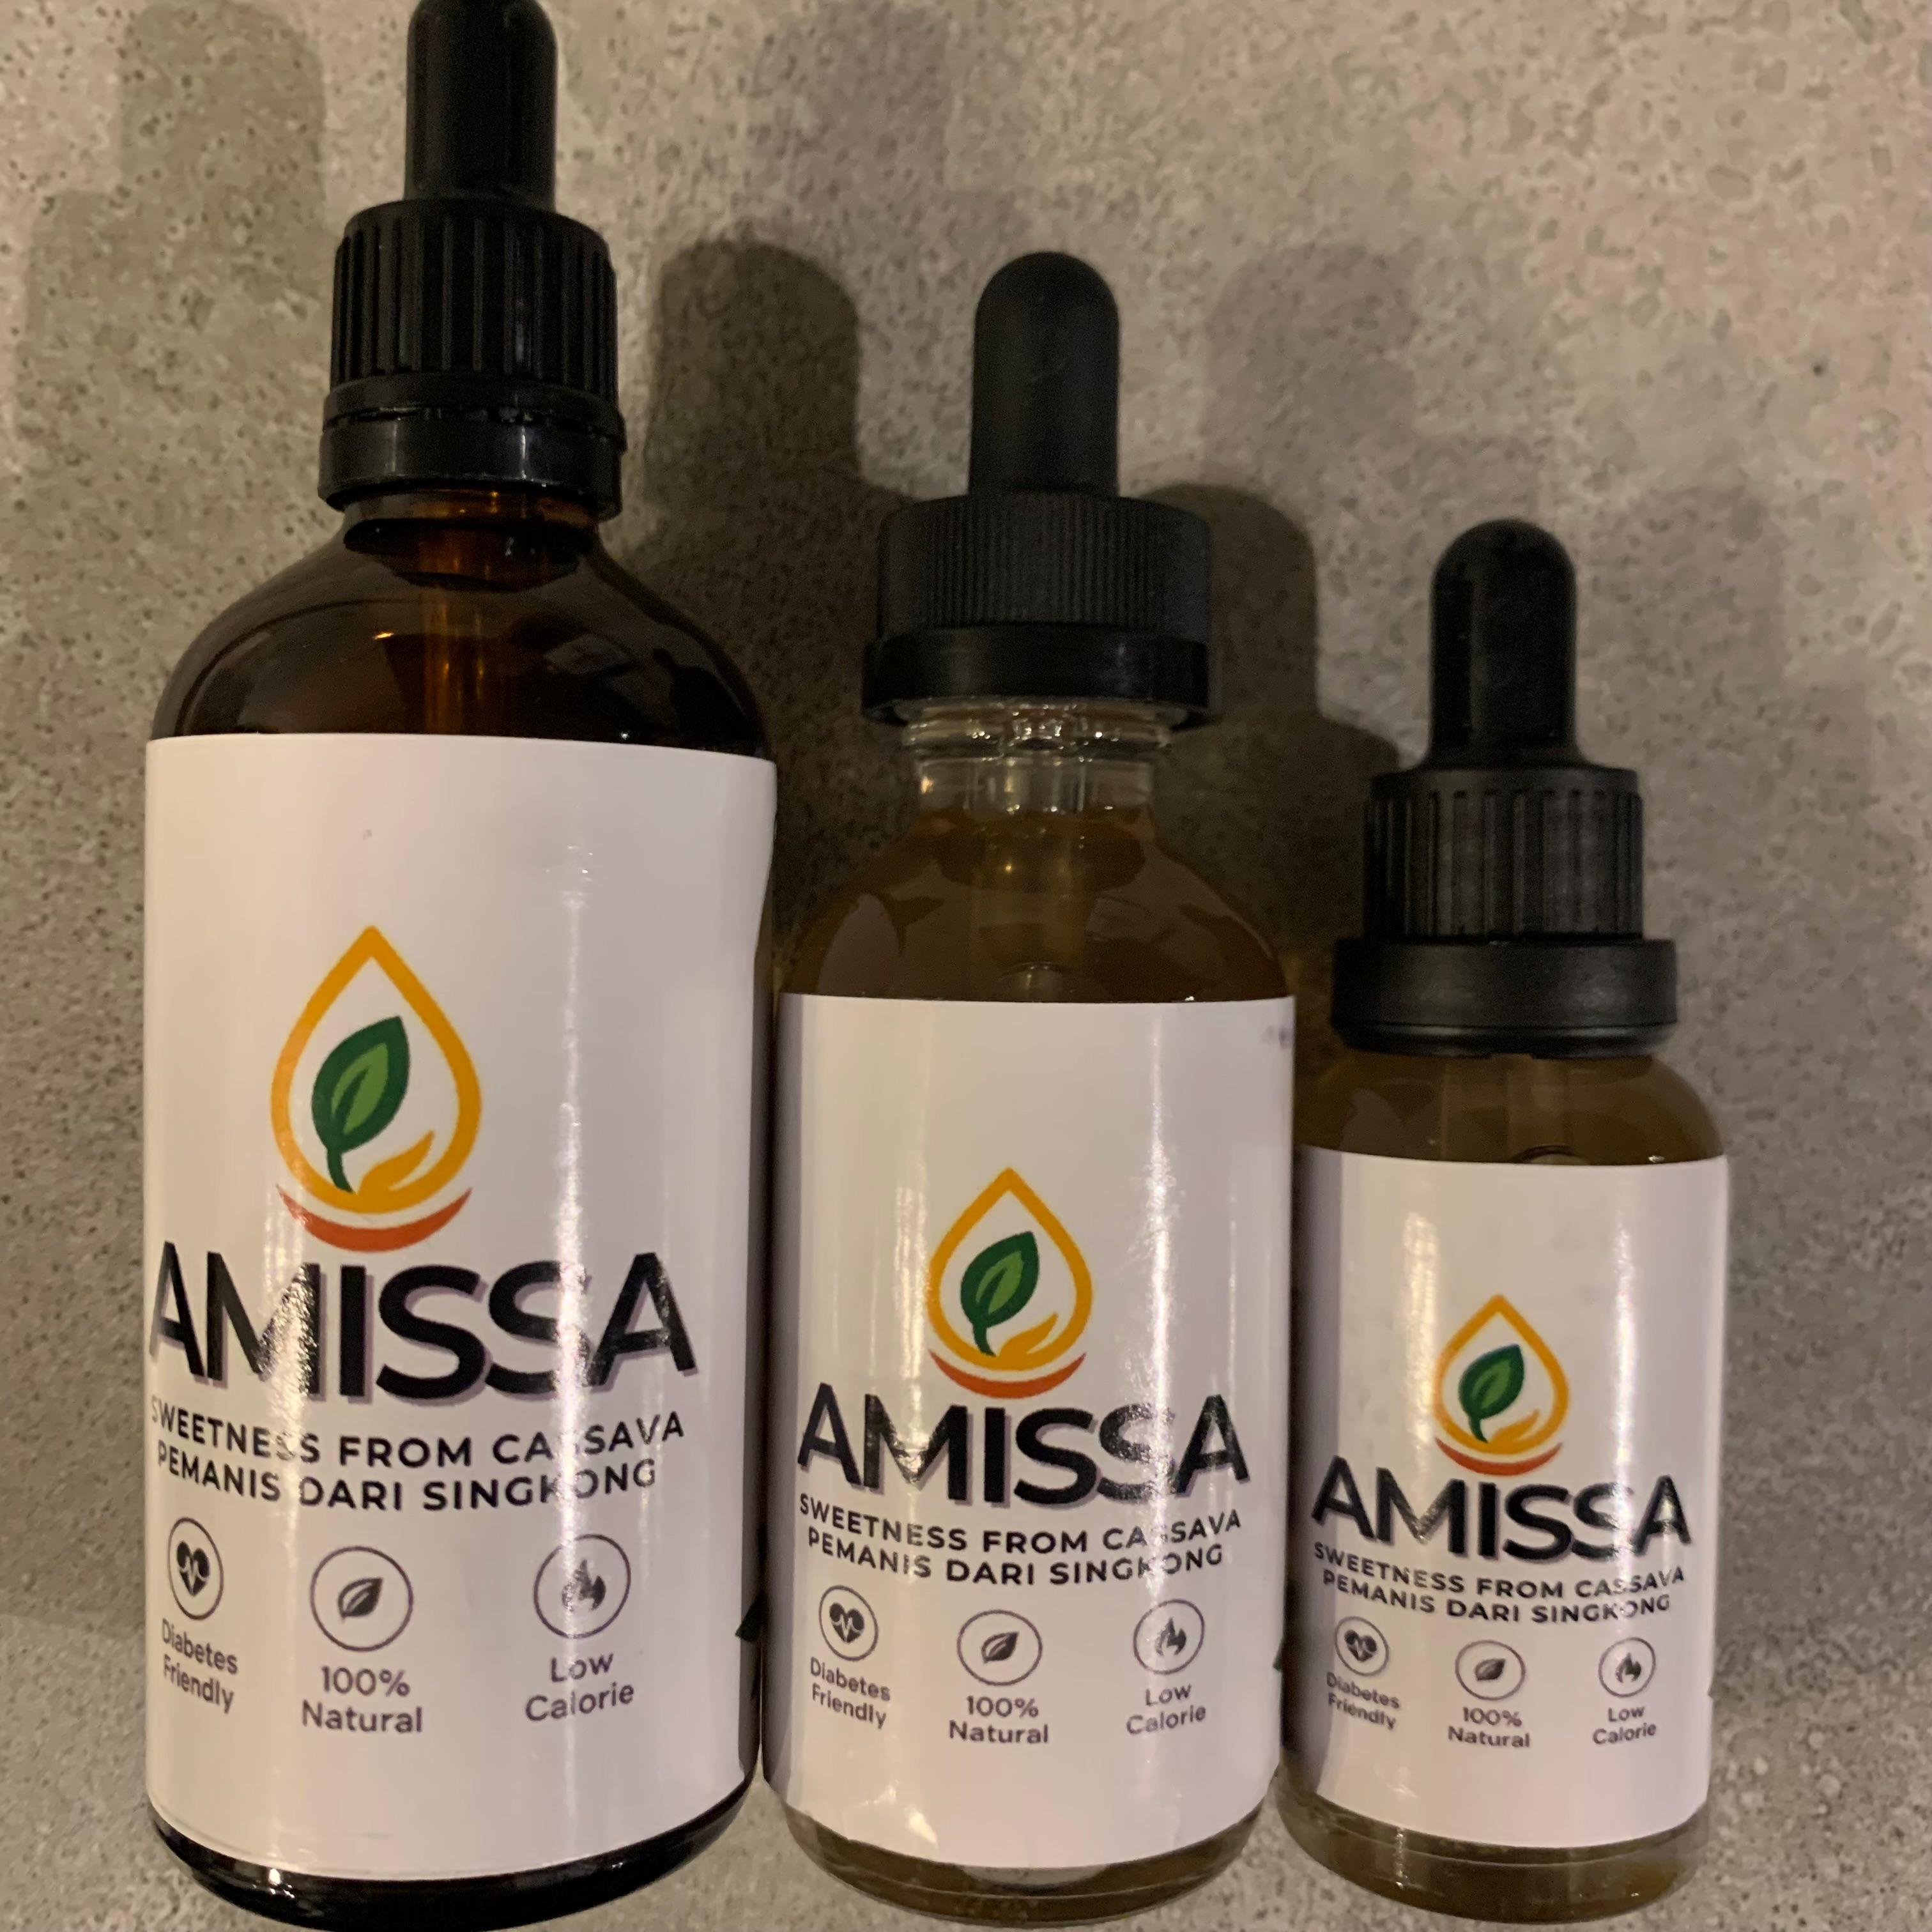 AMISSA
SWEETNESS FROM CASSAVA
PEMANIS DARI SINGKONG
Diabetes
Friendly
100%
Natural
Low
Calorie
AMISSA
SWEETNESS FROM CASSAVA
PEMANIS DARI SINGKONG
Diabetes
Friendly
100%
Natural
Low
Calorie
AMISSA
SWEETNESS FROM CASSAVA
PEMANIS DARI SINGKONG
Diabetes
Friendly
100%
Natural
Low
Calorie